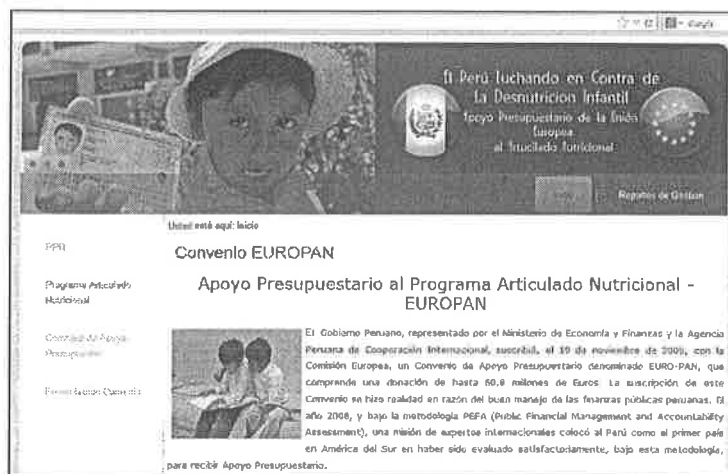 Google
El Perú luchando en Contra de
la Desnutricion Infantil
Apoyo Presupuestario de la Unión
Europea
al Articulado Nutricional
Reportes de Gestion
Usted está aquí: Inicio
PPR
Programa Articulado
Nutricional
Convenio EUROPAN
Apoyo Presupuestario al Programa Articulado Nutricional -
EUROPAN
El Gobierno Peruano, representado por el Ministerio de Economía y Finanzas y la Agencia
Peruana de Cooperación Internacional, suscribió, el 19 de noviembre de 2009, con la
Comisión Europea, un Convenio de Apoyo Presupuestario denominado EURO-PAN, que
comprende una donación de hasta 60.8 millones de Euros. La suscripción de este
Convenio se hizo realidad en razón del buen manejo de las finanzas públicas peruanas. El
año 2008, y bajo la metodología PEFA (Public Financial Management and Accountability
Assessment), una misión de expertos internacionales colocó al Perú como el primer país
en América del Sur en haber sido evaluado satisfactoriamente, bajo esta metodología,
para recibir Apoyo Presupuestario.